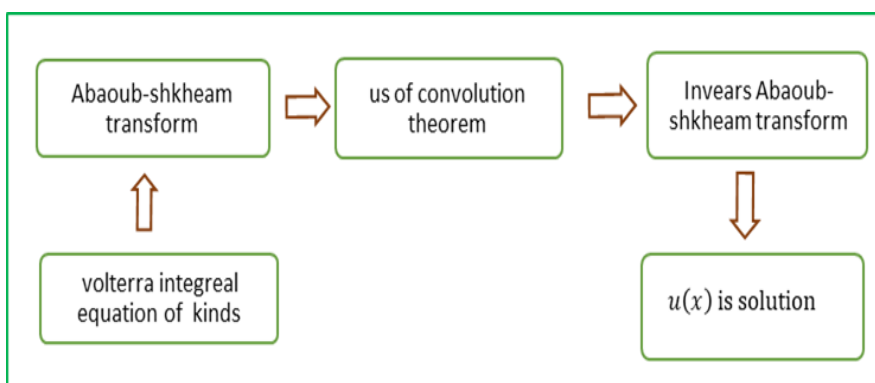 Abaoub-shkheam
transform
us of convolution
theorem
Invears Abaoub-
shkheam transform
volterra integreal
equation of kinds
u(x) is solution